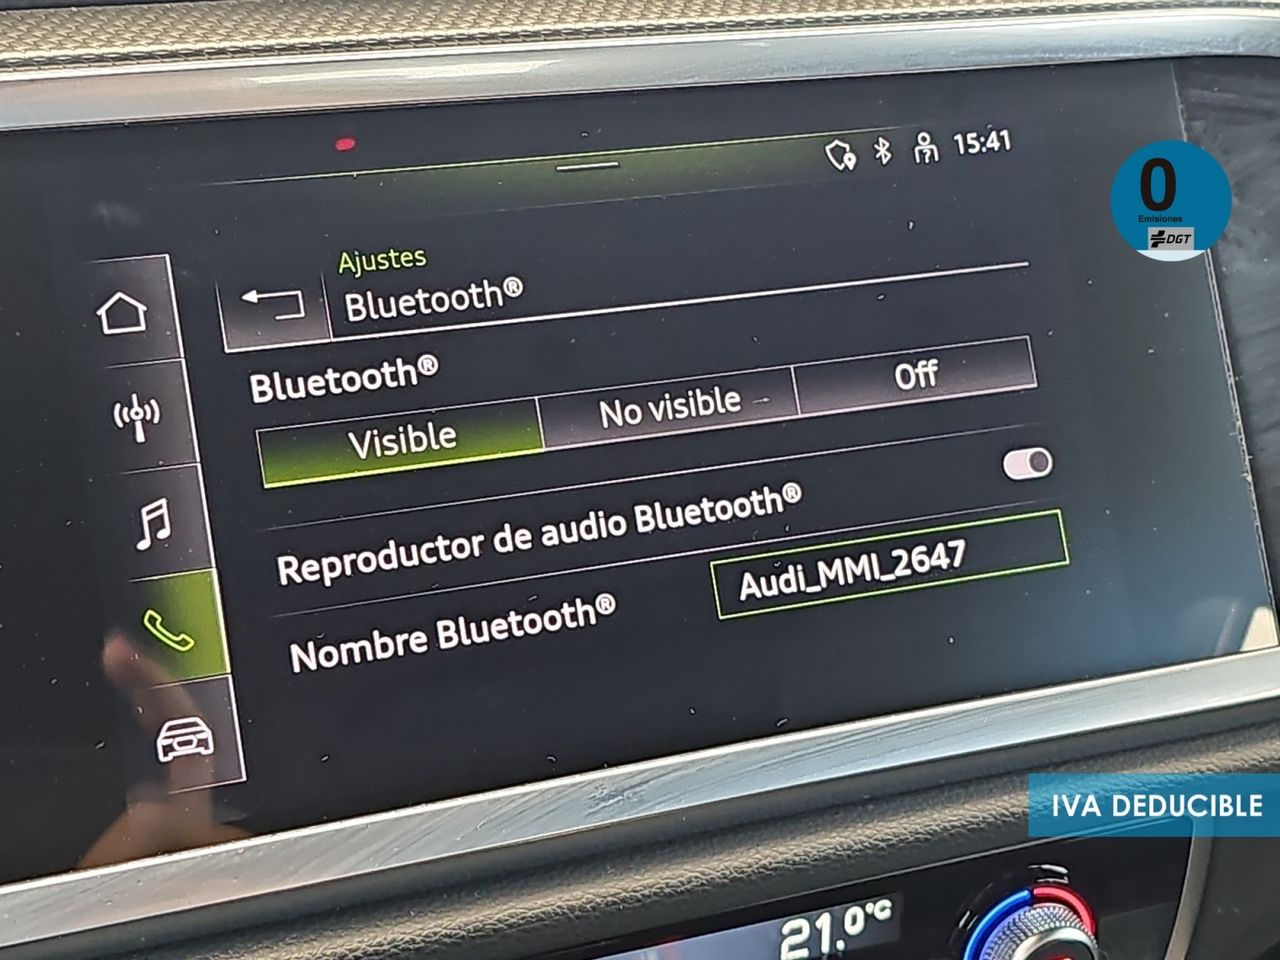 15:41
0
Emisiones
DGT
Ajustes
Bluetooth®
Bluetooth®
Visible
No visible
Off
Reproductor de audio Bluetooth®
Nombre Bluetooth®
Audi_MMI_2647
IVA DEDUCIBLE
21.0°C